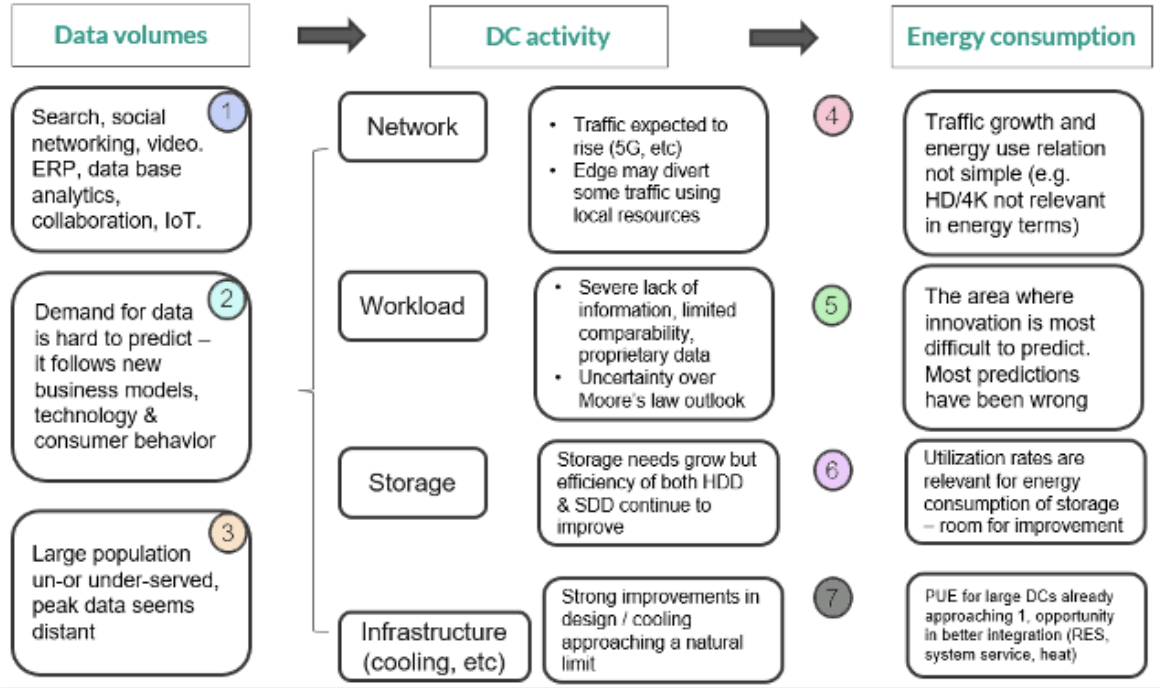 Data volumes
DC activity
Energy consumption
1
Search, social
networking, video.
ERP, data base
analytics,
collaboration, IoT.
2
Demand for data
is hard to predict –
it follows new
business models,
technology &
consumer behavior
3
Large population
un-or under-served,
peak data seems
distant
Network
• Traffic expected to
rise (5G, etc)
• Edge may divert
some traffic using
local resources
4
Traffic growth and
energy use relation
not simple (e.g.
HD/4K not relevant
in energy terms)
Workload
• Severe lack of
information, limited
comparability,
proprietary data
• Uncertainty over
Moore's law outlook
5
The area where
innovation is most
difficult to predict.
Most predictions
have been wrong
Storage
Storage needs grow but
efficiency of both HDD
& SDD continue to
improve
6
Utilization rates are
relevant for energy
consumption of storage
– room for improvement
Infrastructure
(cooling, etc)
Strong improvements in
design / cooling
approaching a natural
limit
7
PUE for large DCs already
approaching 1, opportunity
in better integration (RES,
system service, heat)